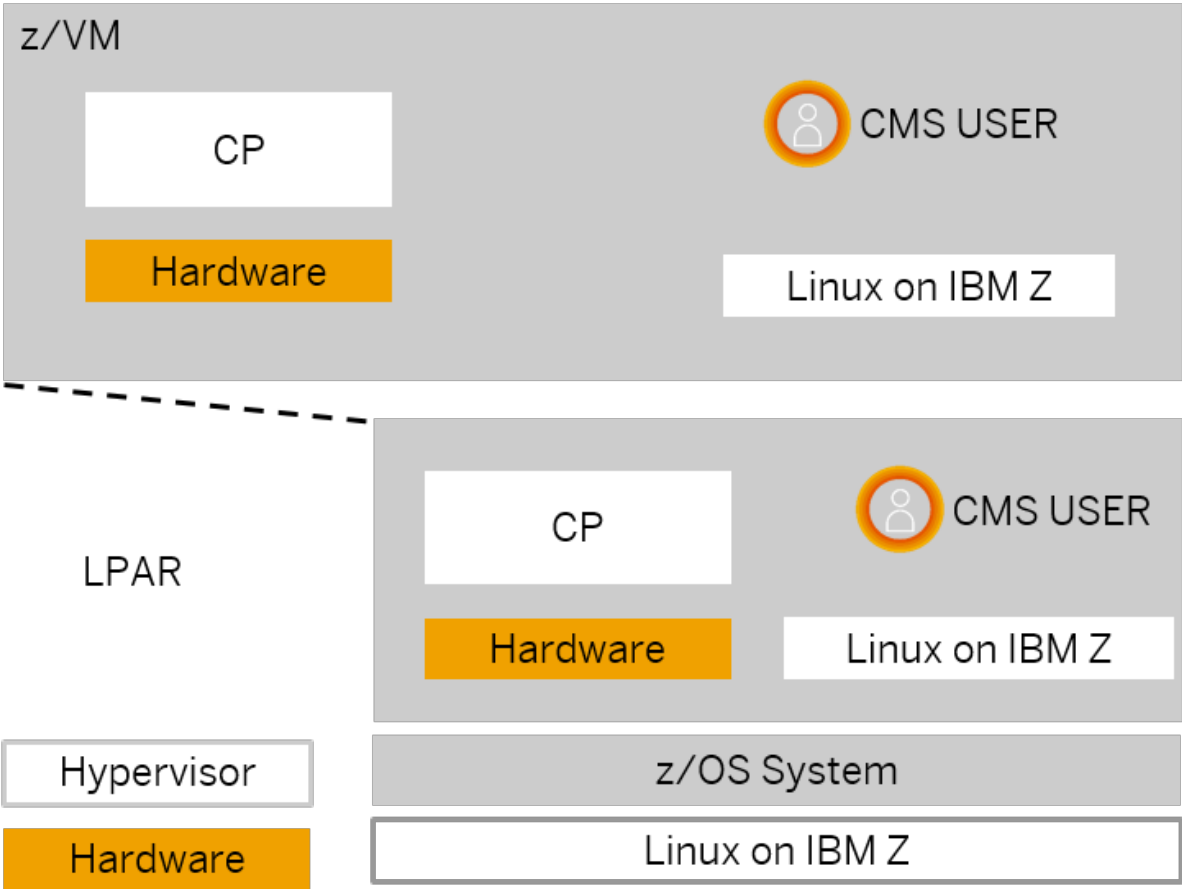 z/VM
CP
CMS USER
Hardware
Linux on IBM Z
CP
CMS USER
LPAR
Hardware
Linux on IBM Z
Hypervisor
z/OS System
Hardware
Linux on IBM Z